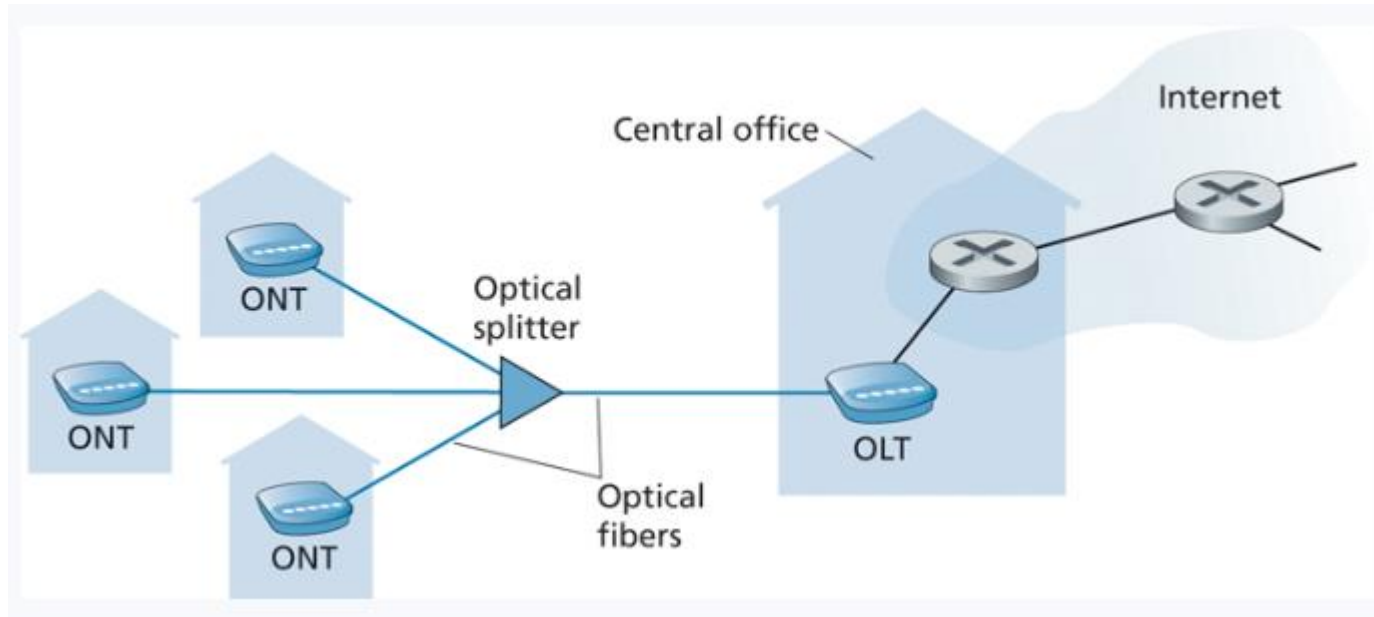 Internet
Central office
ONT
Optical
splitter
ONT
OLT
Optical
fibers
ONT